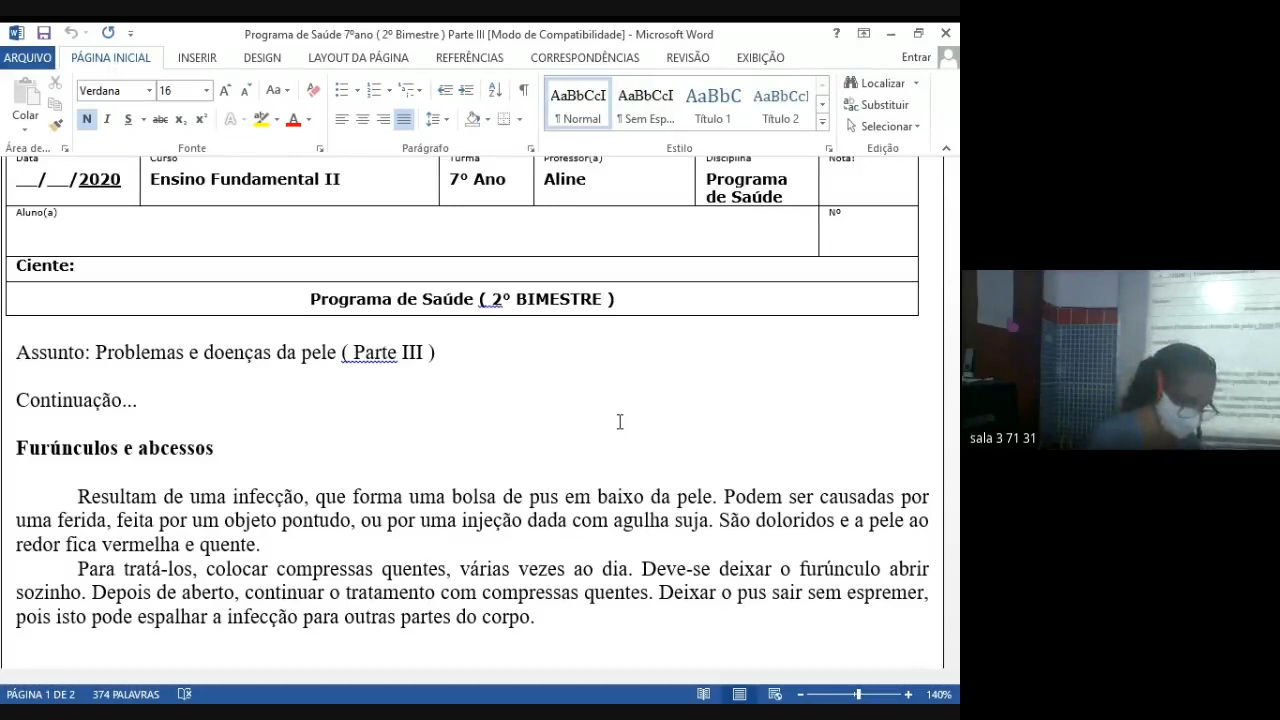 Programa de Saúde 7ºano ( 2º Bimestre ) Parte III [Modo de Compatibilidade] - Microsoft Word
ARQUIVO PÁGINA INICIAL INSERIR DESIGN LAYOUT DA PÁGINA REFERÊNCIAS CORRESPONDÊNCIAS REVISÃO EXIBIÇÃO Entrar
Verdana 16 Localizar
AaBbCcI AaBbCcI AaBbC AaBbCcI
Colar Substituir
¶ Normal ¶ Sem Esp... Título 1 Título 2
Selecionar
Área de... Fonte Parágrafo Estilo Edição
Data Curso Turma Professor(a) Disciplina Nota:
__/__/2020 Ensino Fundamental II 7º Ano Aline Programa
de Saúde
Aluno(a) Nº
Ciente:
Programa de Saúde ( 2º BIMESTRE )
Assunto: Problemas e doenças da pele ( Parte III )
Continuação...
sala 3 71 31
Furúnculos e abcessos
Resultam de uma infecção, que forma uma bolsa de pus em baixo da pele. Podem ser causadas por
uma ferida, feita por um objeto pontudo, ou por uma injeção dada com agulha suja. São doloridos e a pele ao
redor fica vermelha e quente.
Para tratá-los, colocar compressas quentes, várias vezes ao dia. Deve-se deixar o furúnculo abrir
sozinho. Depois de aberto, continuar o tratamento com compressas quentes. Deixar o pus sair sem espremer,
pois isto pode espalhar a infecção para outras partes do corpo.
PÁGINA 1 DE 2 374 PALAVRAS 140%